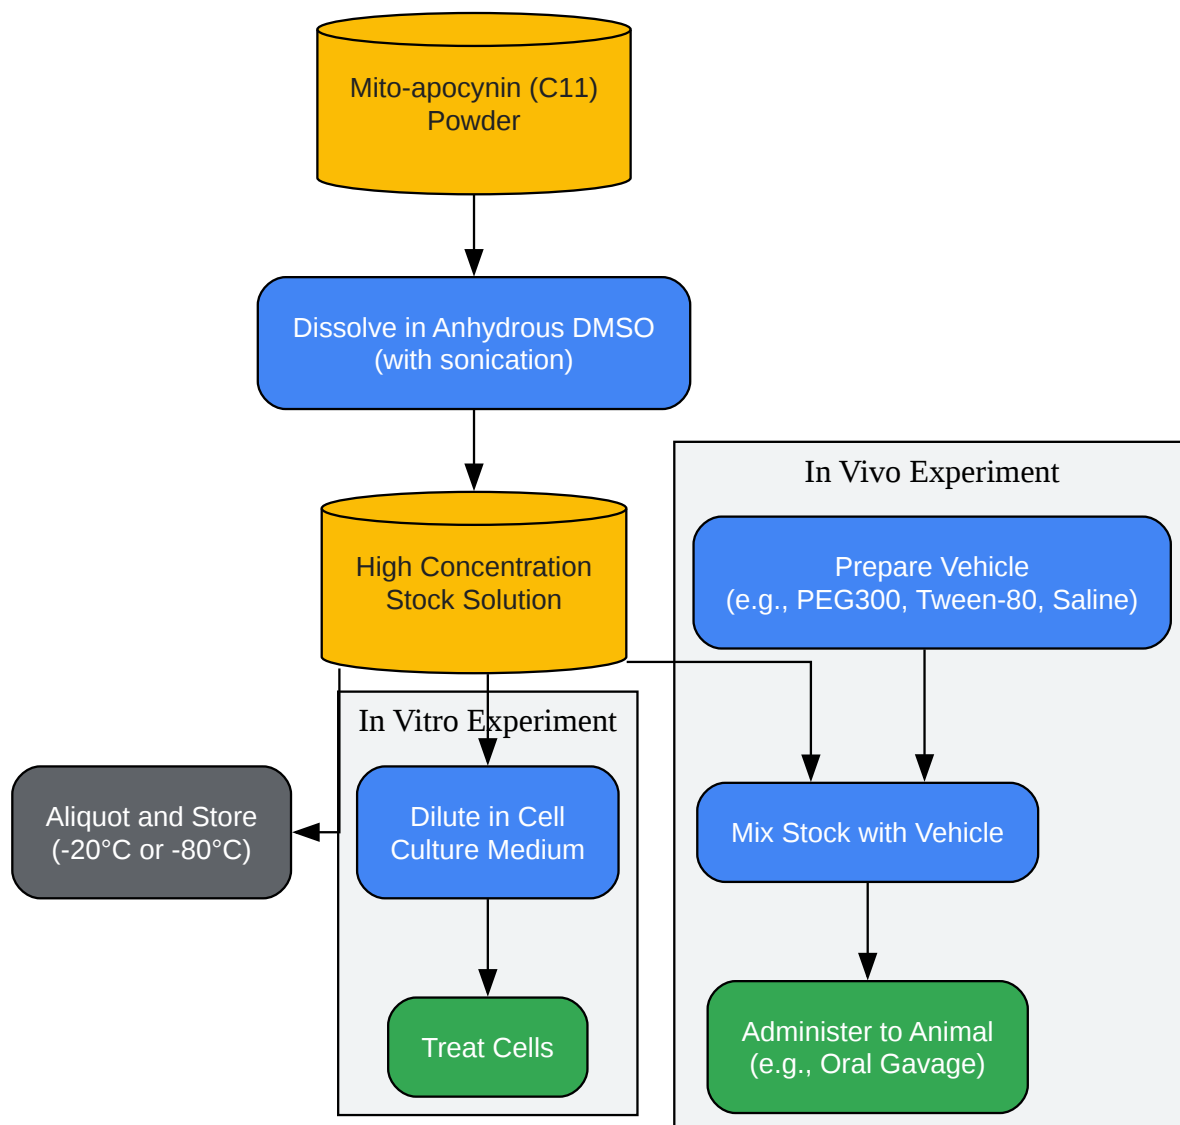 Mito-apocynin (C11)
Powder
Dissolve in Anhydrous DMSO
(with sonication)
High Concentration
Stock Solution
In Vivo Experiment
Prepare Vehicle
(e.g., PEG300, Tween-80, Saline)
In Vitro Experiment
Aliquot and Store
(-20°C or -80°C)
Dilute in Cell
Culture Medium
Mix Stock with Vehicle
Treat Cells
Administer to Animal
(e.g., Oral Gavage)